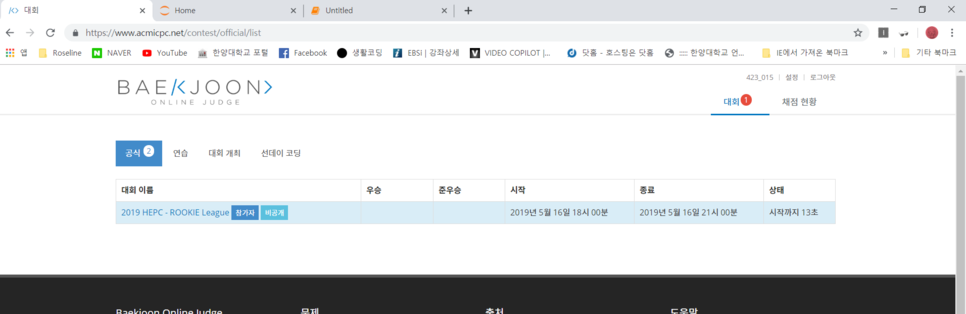 대회
Home
Untitled
https://www.acmicpc.net/contest/official/list
앱 Roseline NAVER YouTube 한양대학교 포털 Facebook 생활코딩 EBSI | 강좌상세 VIDEO COPILOT |... 닷홈 - 호스팅은 닷홈 ::::: 한양대학교 언... IE에서 가져온 북마크 » 기타 북마크
423_015 | 설정 | 로그아웃
BAEKJOON>
ONLINE JUDGE
대회 1 채점 현황
공식 2 연습 대회 개최 선데이 코딩
대회 이름 우승 준우승 시작 종료 상태
2019 HEPC - ROOKIE League 참가자 비공개 2019년 5월 16일 18시 00분 2019년 5월 16일 21시 00분 시작까지 13초
Baekjoon Online Judge 문제 출처 도움말